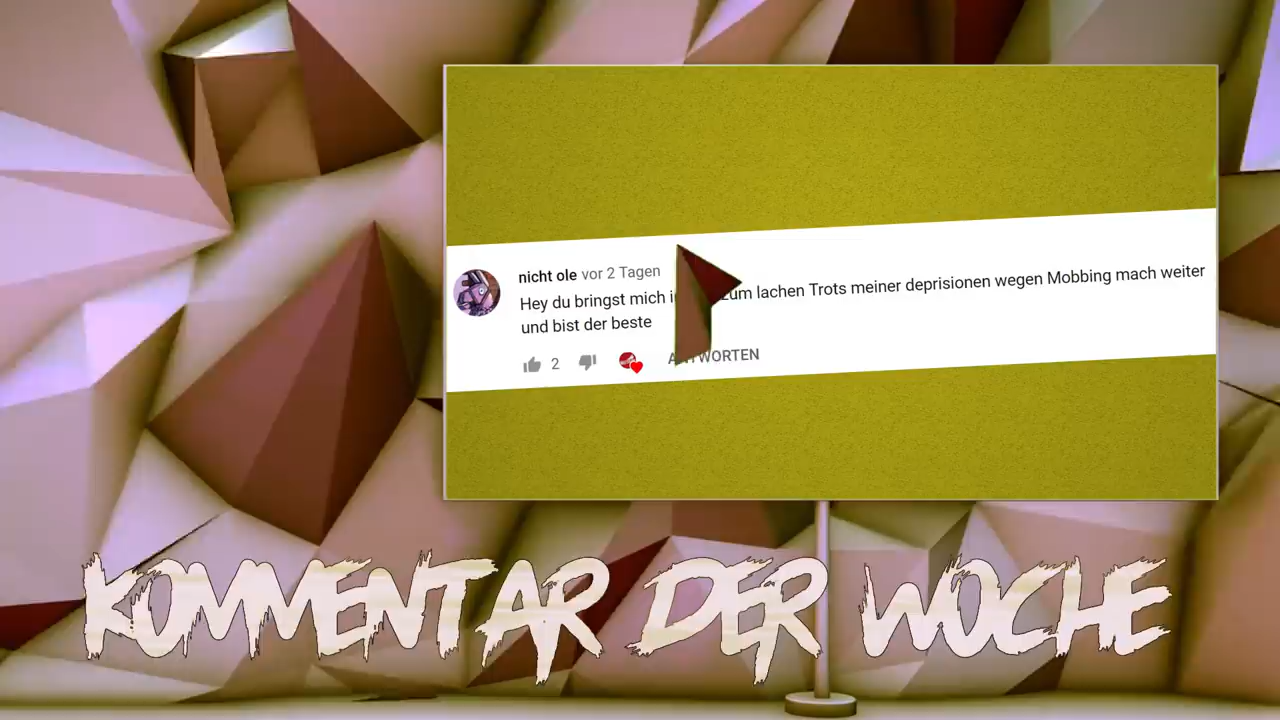 nicht ole vor 2 Tagen
Hey du bringst mich zum lachen Trots meiner deprisionen wegen Mobbing mach weiter
und bist der beste
2 ANTWORTEN
KOMMENTAR DER WOCHE